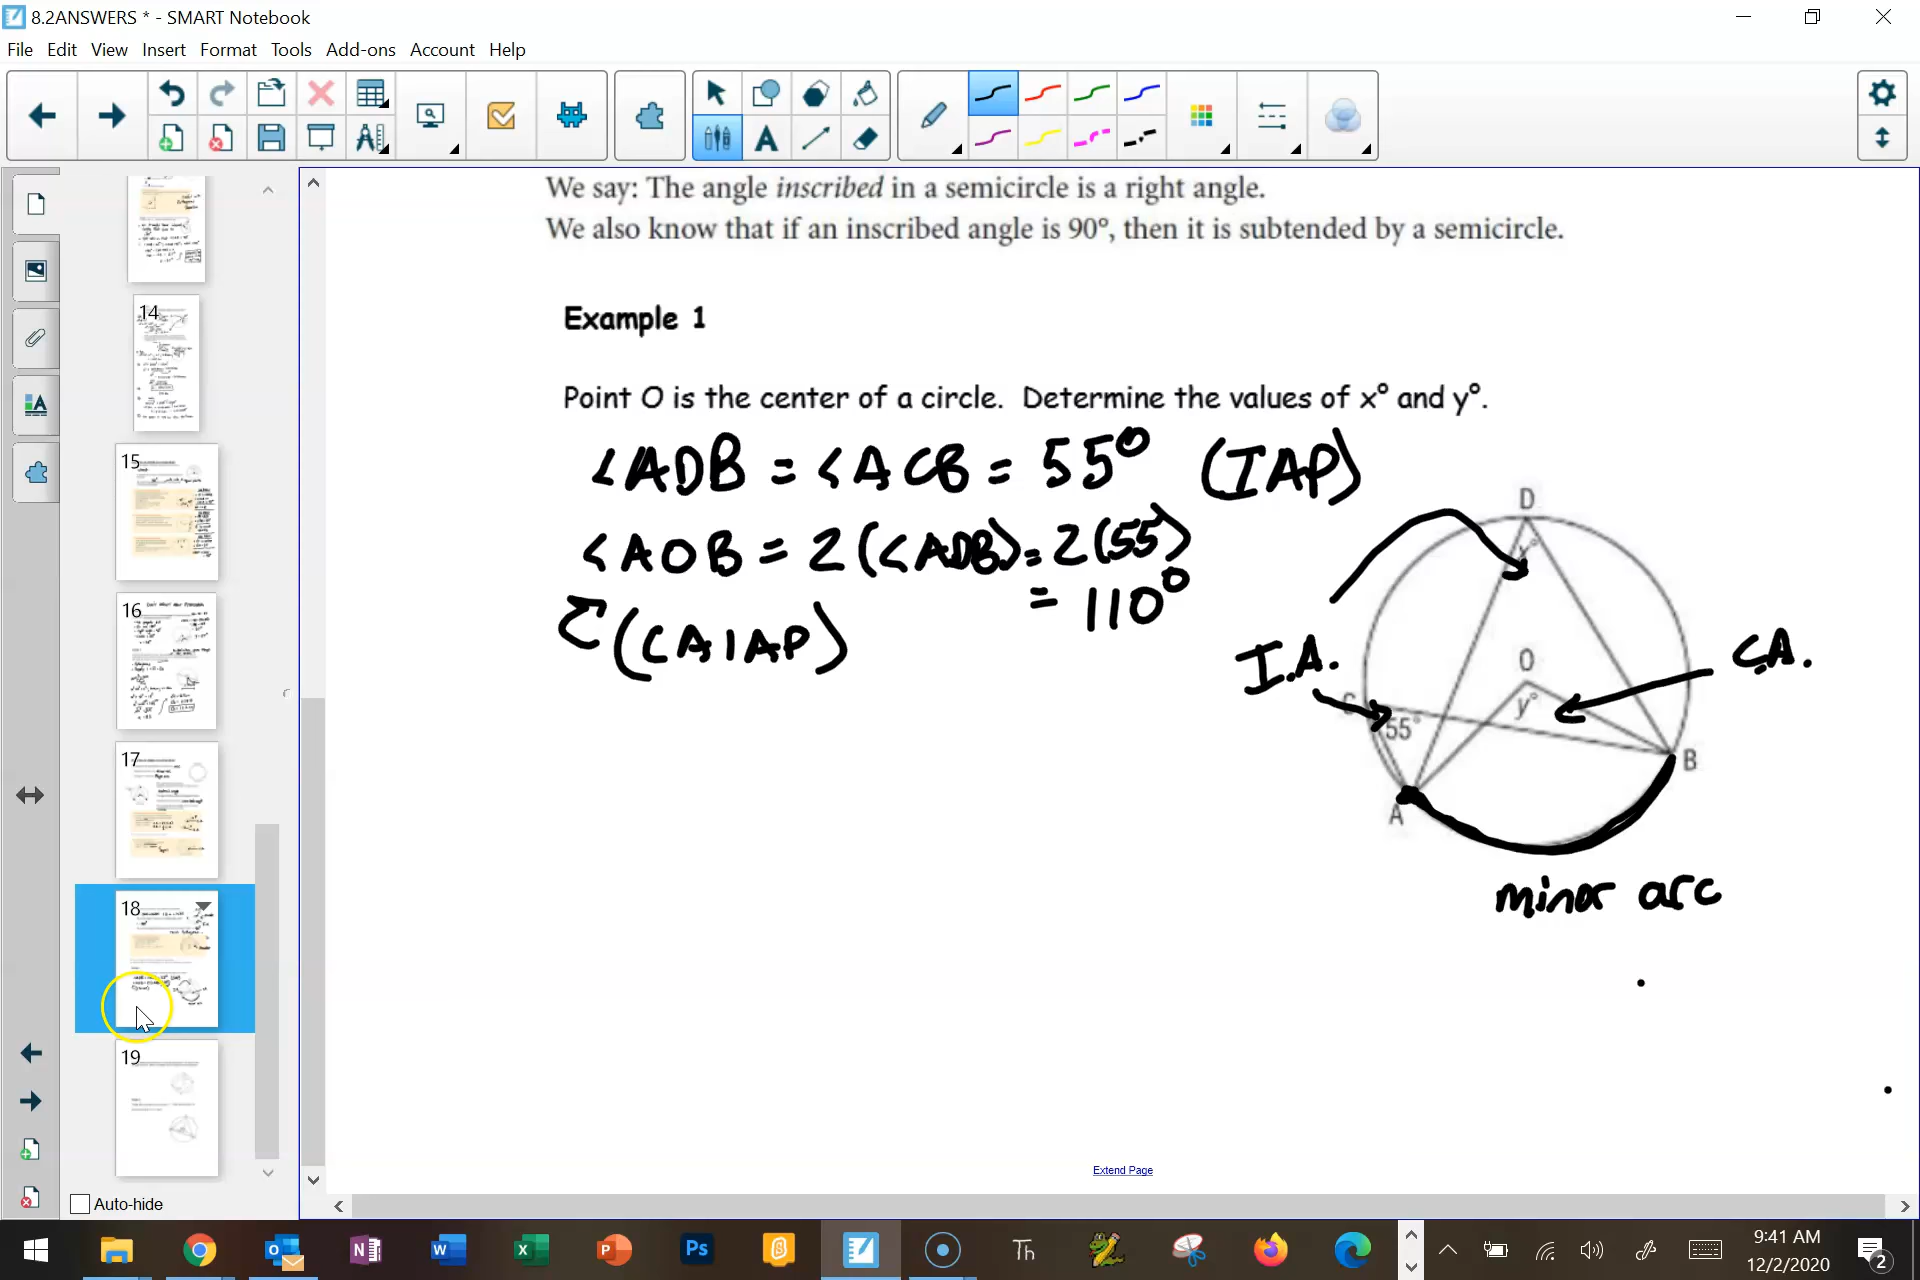 8.2ANSWERS * - SMART Notebook
File Edit View Insert Format Tools Add-ons Account Help
We say: The angle inscribed in a semicircle is a right angle.
We also know that if an inscribed angle is 90°, then it is subtended by a semicircle.
Example 1
Point O is the center of a circle. Determine the values of x° and y°.
<ADB = <ACB = 55° (IAP)
<AOB = 2(<ADB) = 2(55)
= 110°
(CAIAP)
D
x°
I.A.
O
C.A.
C
y°
55°
B
A
minor arc
14
15
16
17
18
19
Extend Page
Auto-hide
Th
9:41 AM
12/2/2020
2